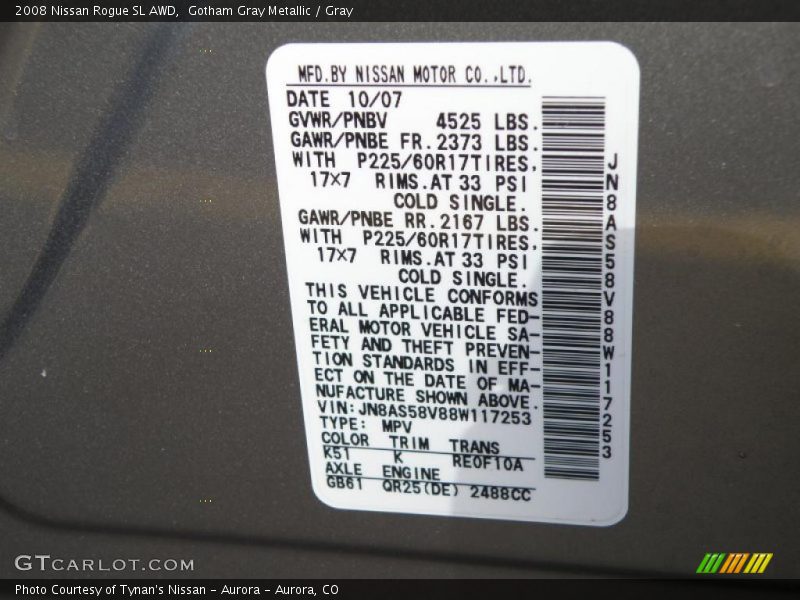 2008 Nissan Rogue SL AWD,  Gotham Gray Metallic / Gray
MFD.BY NISSAN MOTOR CO.,LTD.
DATE 10/07
GVWR/PNBV 4525 LBS.
GAWR/PNBE FR. 2373 LBS.
WITH P225/60R17TIRES,
17×7 RIMS.AT 33 PSI
COLD SINGLE.
GAWR/PNBE RR. 2167 LBS.
WITH P225/60R17TIRES,
17×7 RIMS.AT 33 PSI
COLD SINGLE.
THIS VEHICLE CONFORMS
TO ALL APPLICABLE FED-
ERAL MOTOR VEHICLE SA-
FETY AND THEFT PREVEN-
TION STANDARDS IN EFF-
ECT ON THE DATE OF MA-
NUFACTURE SHOWN ABOVE.
VIN:JN8AS58V88W117253
TYPE: MPV
COLOR TRIM TRANS
K51 K RE0F10A
AXLE ENGINE
GB61 QR25(DE) 2488CC
JN8AS58V88W117253
GTCARLOT.COM
Photo Courtesy of Tynan's Nissan - Aurora - Aurora, CO